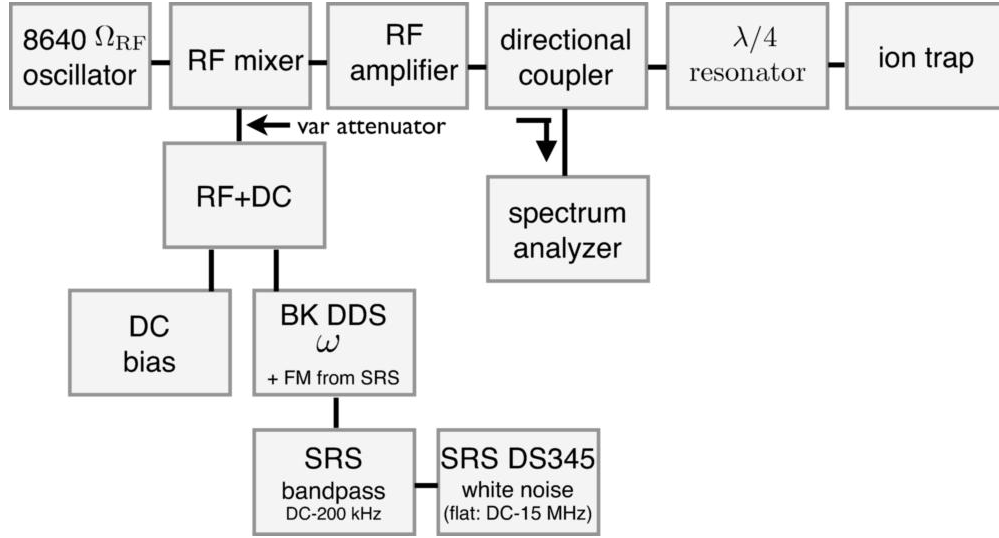 8640 Ω_RF
oscillator
RF mixer
RF
amplifier
directional
coupler
λ/4
resonator
ion trap
var attenuator
RF+DC
spectrum
analyzer
DC
bias
BK DDS
ω
+ FM from SRS
SRS
bandpass
DC-200 kHz
SRS DS345
white noise
(flat: DC-15 MHz)